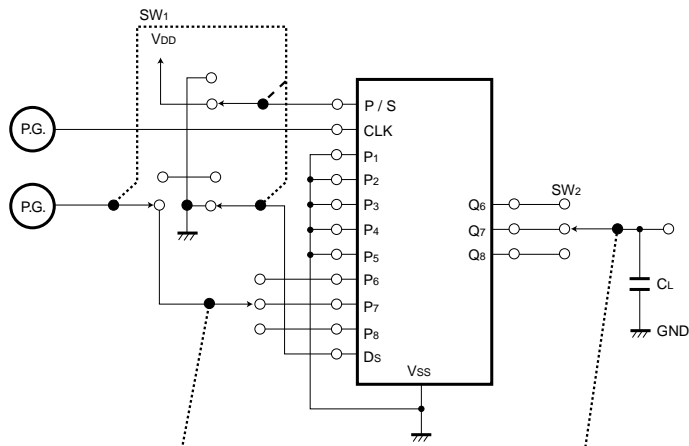 SW1
VDD
P / S
P.G.
CLK
P1
P2
P3
P4
P5
P6
P7
P8
DS
P.G.
Q6
Q7
Q8
SW2
CL
GND
VSS